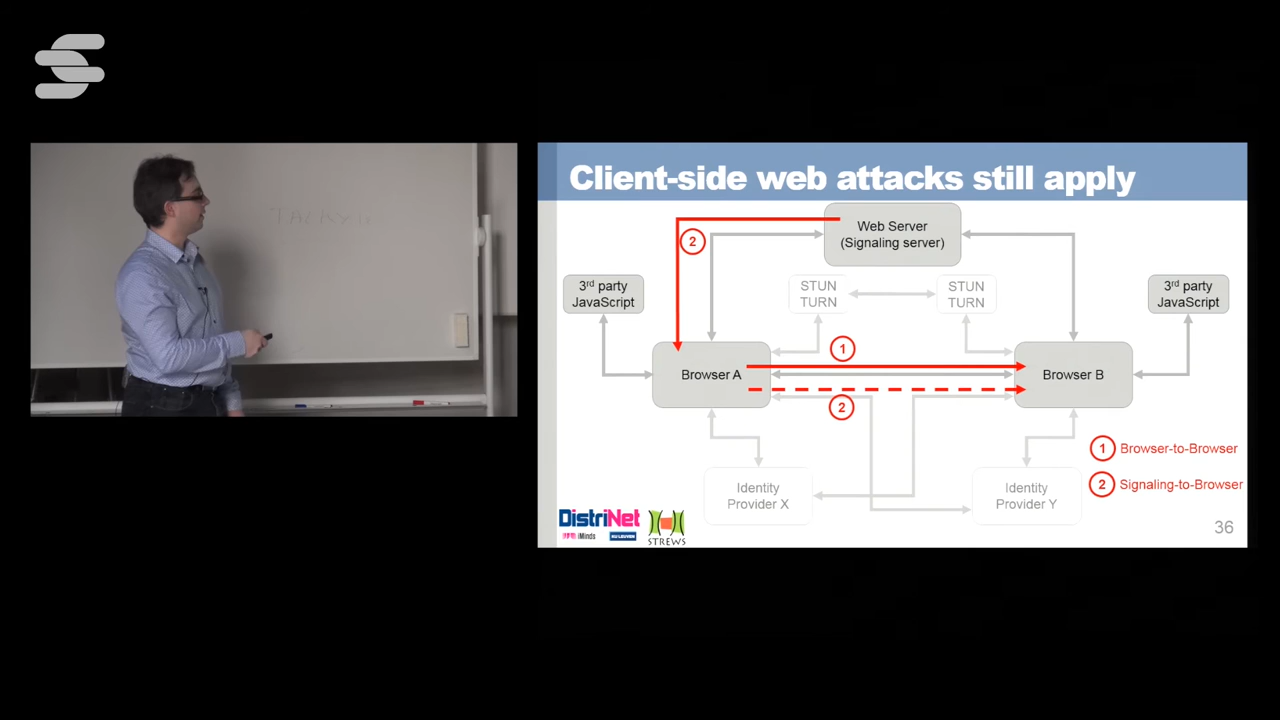 Client-side web attacks still apply
Web Server
(Signaling server)
2
3rd party
JavaScript
STUN
TURN
STUN
TURN
3rd party
JavaScript
1
Browser A
Browser B
2
1 Browser-to-Browser
2 Signaling-to-Browser
Identity
Provider X
Identity
Provider Y
DistriNet
iMinds
KU LEUVEN
STREWS
36